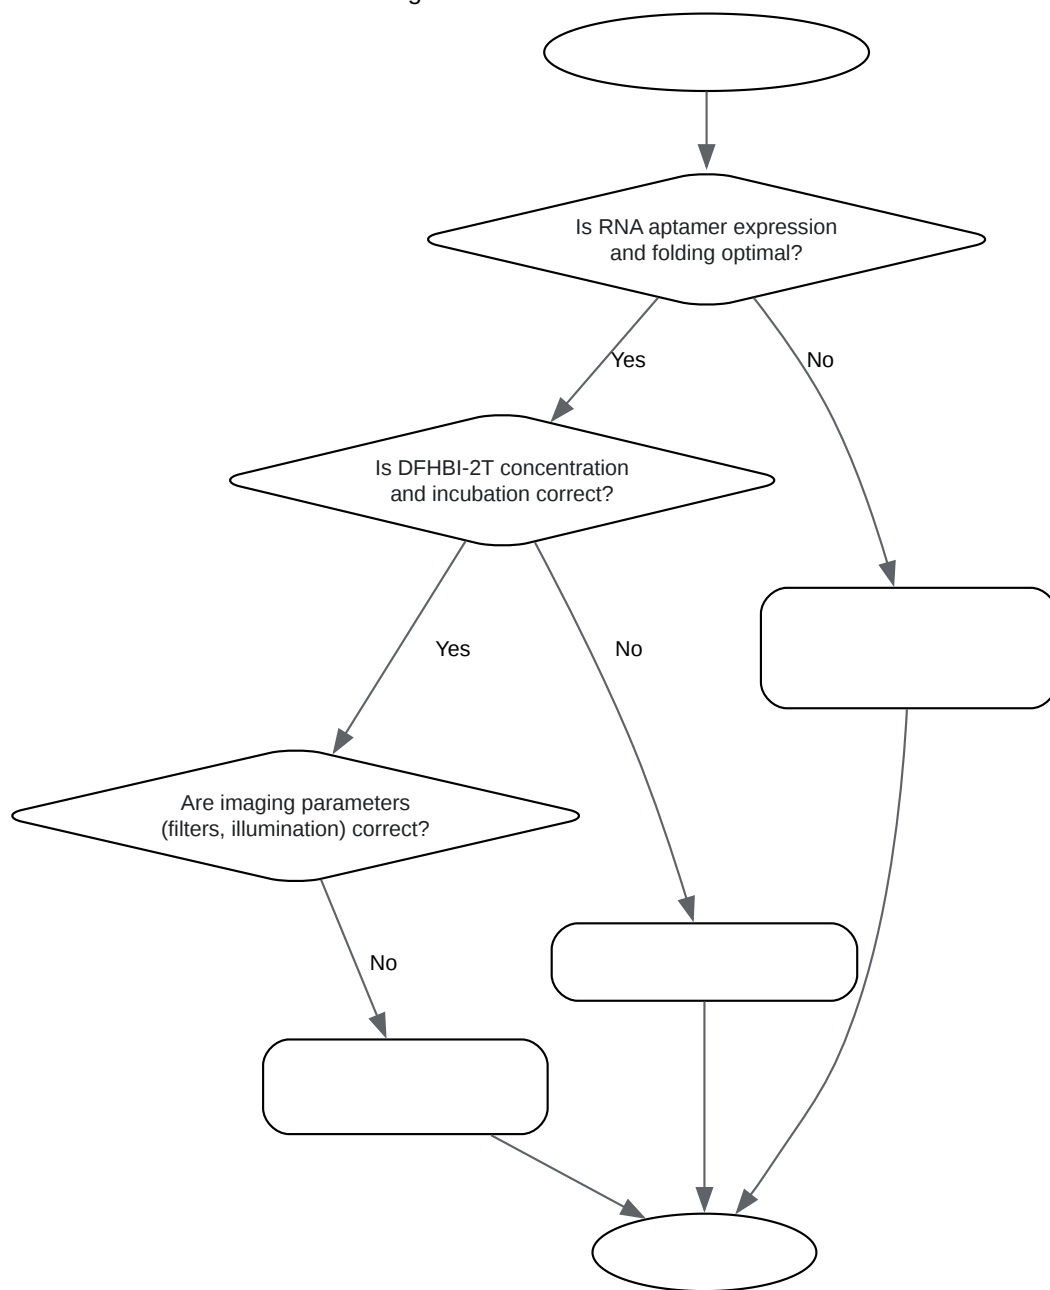 Is RNA aptamer expression
and folding optimal?
Yes
No
Is DFHBI-2T concentration
and incubation correct?
Yes
No
Are imaging parameters
(filters, illumination) correct?
No